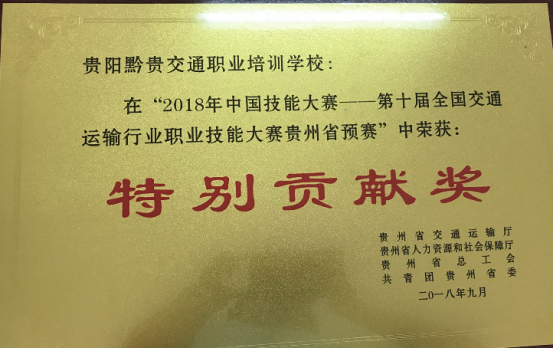 贵阳黔贵交通职业培训学校：
在“2018年中国技能大赛——第十届全国交通
运输行业职业技能大赛贵州省预赛”中荣获：
特别贡献奖
贵州省交通运输厅
贵州省人力资源和社会保障厅
贵州省总工会
共青团贵州省委
二〇一八年九月